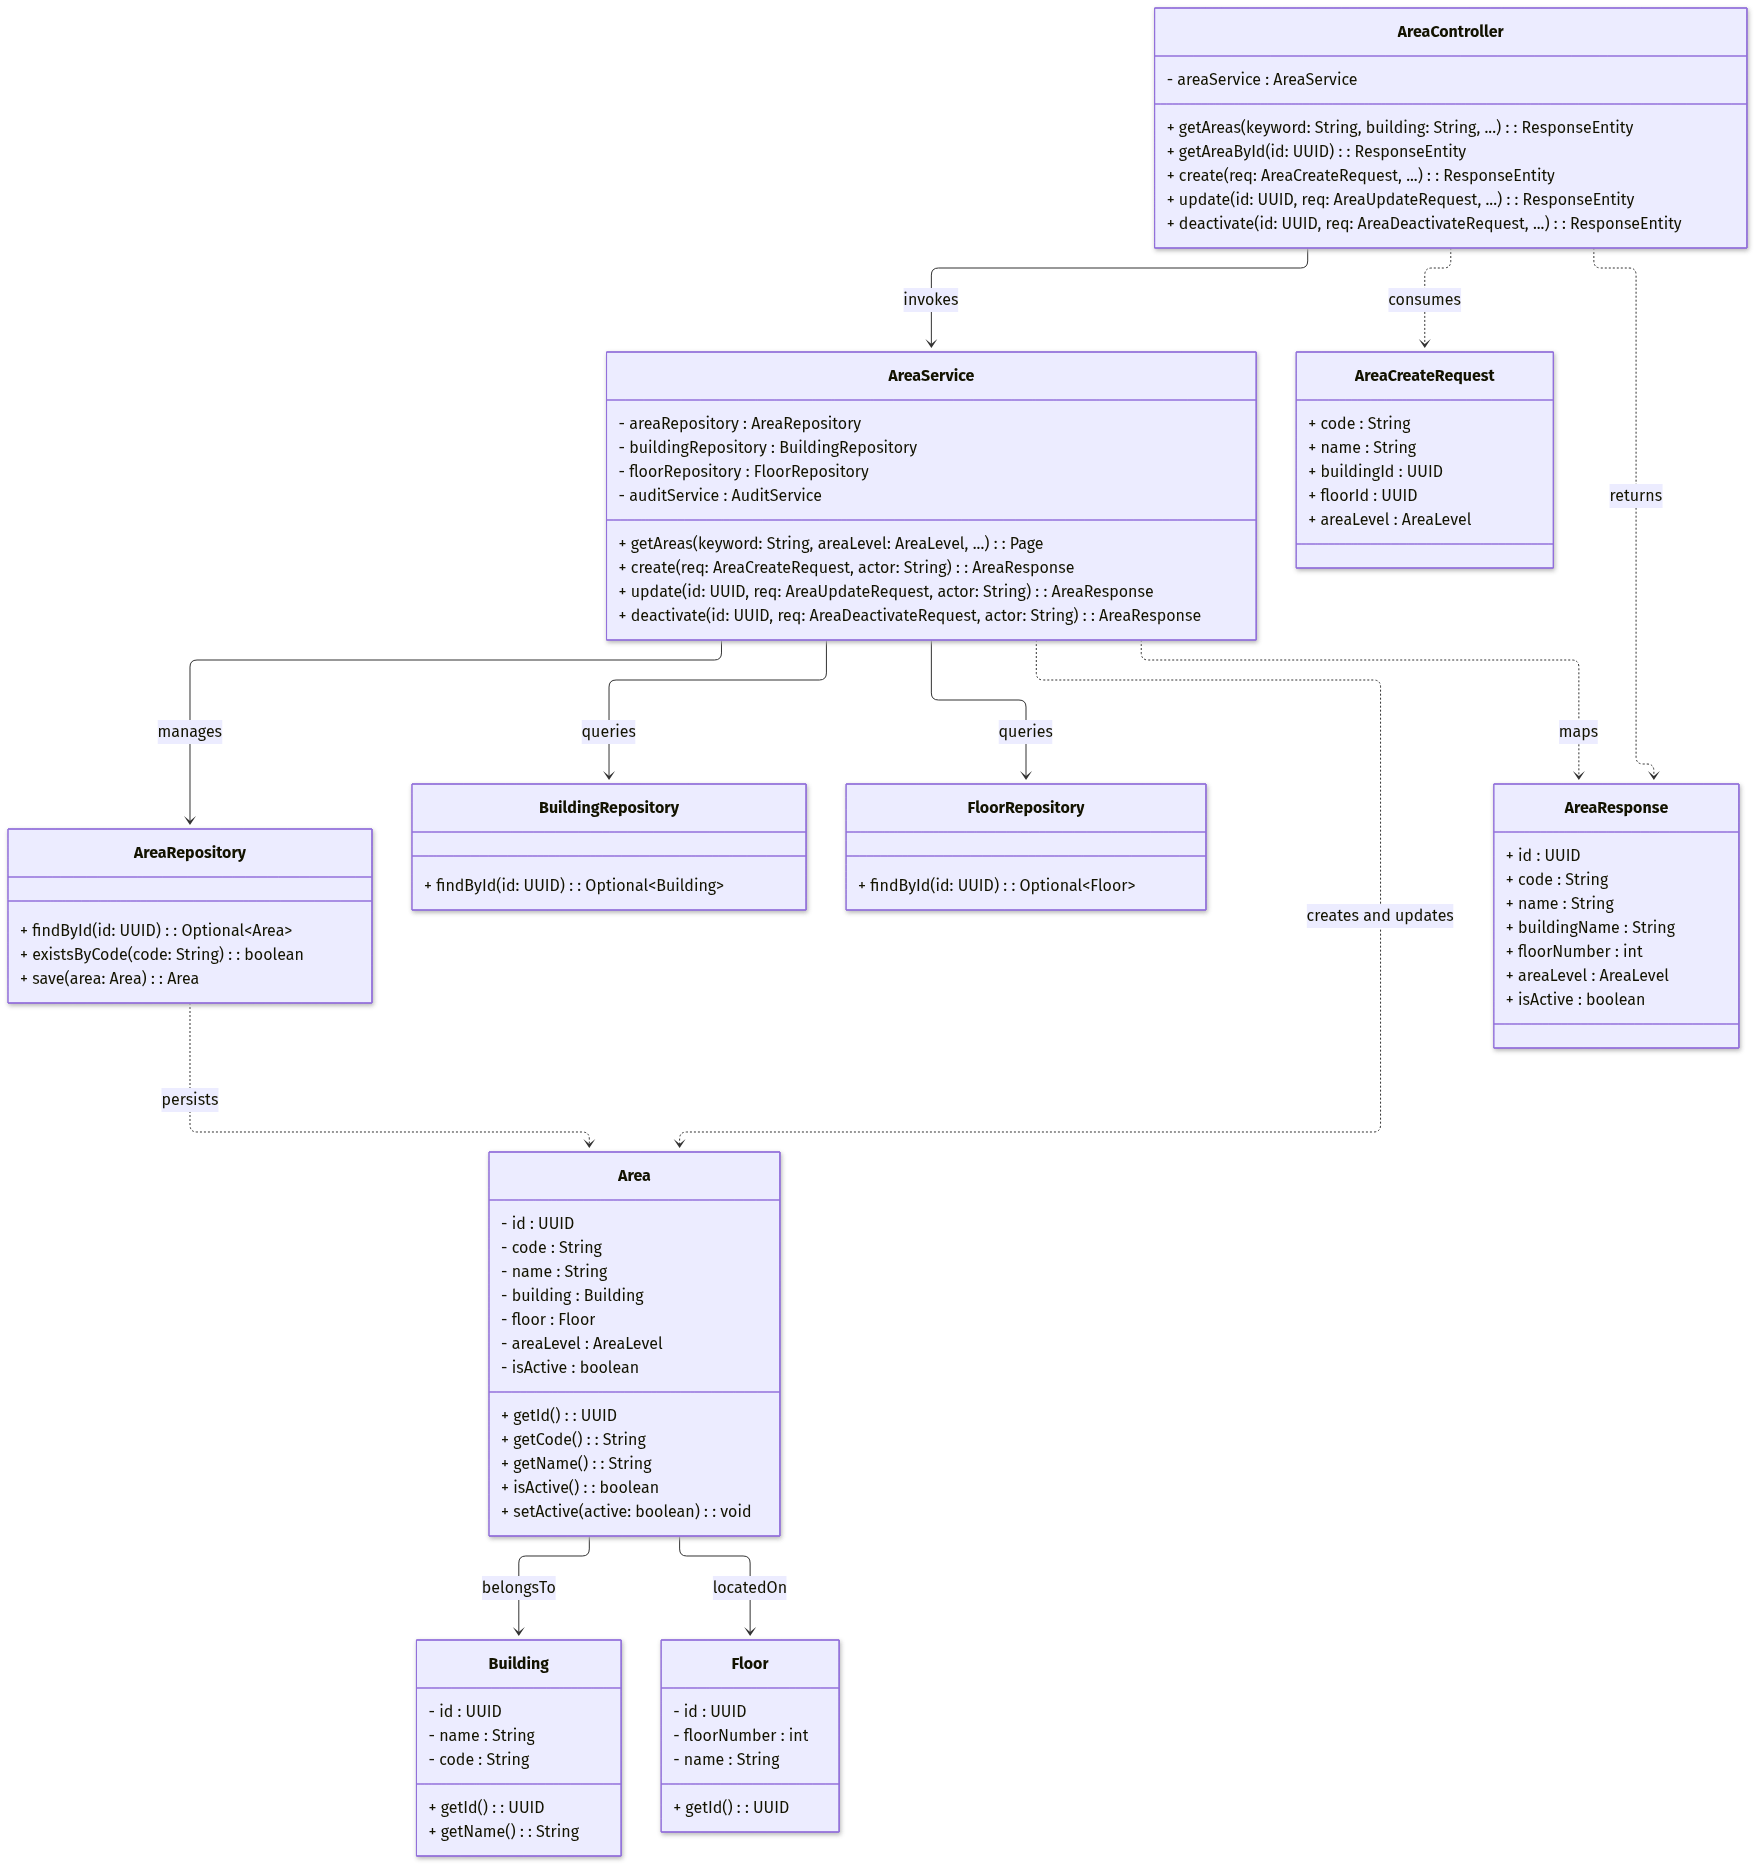 AreaController
- areaService : AreaService
+ getAreas(keyword: String, building: String, ...) : : ResponseEntity
+ getAreaById(id: UUID) : : ResponseEntity
+ create(req: AreaCreateRequest, ...) : : ResponseEntity
+ update(id: UUID, req: AreaUpdateRequest, ...) : : ResponseEntity
+ deactivate(id: UUID, req: AreaDeactivateRequest, ...) : : ResponseEntity
invokes
consumes
returns
AreaService
- areaRepository : AreaRepository
- buildingRepository : BuildingRepository
- floorRepository : FloorRepository
- auditService : AuditService
+ getAreas(keyword: String, areaLevel: AreaLevel, ...) : : Page
+ create(req: AreaCreateRequest, actor: String) : : AreaResponse
+ update(id: UUID, req: AreaUpdateRequest, actor: String) : : AreaResponse
+ deactivate(id: UUID, req: AreaDeactivateRequest, actor: String) : : AreaResponse
AreaCreateRequest
+ code : String
+ name : String
+ buildingId : UUID
+ floorId : UUID
+ areaLevel : AreaLevel
manages
queries
queries
creates and updates
maps
AreaRepository
+ findById(id: UUID) : : Optional<Area>
+ existsByCode(code: String) : : boolean
+ save(area: Area) : : Area
BuildingRepository
+ findById(id: UUID) : : Optional<Building>
FloorRepository
+ findById(id: UUID) : : Optional<Floor>
AreaResponse
+ id : UUID
+ code : String
+ name : String
+ buildingName : String
+ floorNumber : int
+ areaLevel : AreaLevel
+ isActive : boolean
persists
Area
- id : UUID
- code : String
- name : String
- building : Building
- floor : Floor
- areaLevel : AreaLevel
- isActive : boolean
+ getId() : : UUID
+ getCode() : : String
+ getName() : : String
+ isActive() : : boolean
+ setActive(active: boolean) : : void
belongsTo
locatedOn
Building
- id : UUID
- name : String
- code : String
+ getId() : : UUID
+ getName() : : String
Floor
- id : UUID
- floorNumber : int
- name : String
+ getId() : : UUID